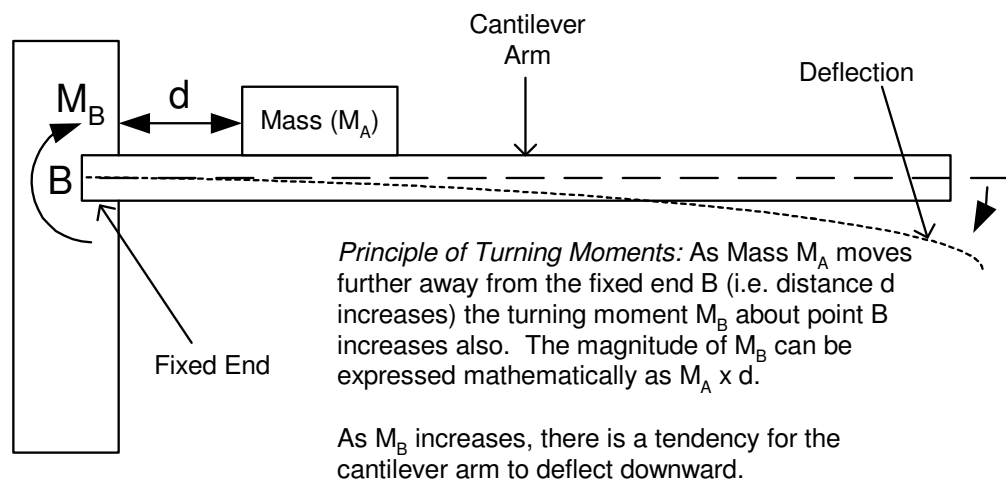 Cantilever
Arm
Deflection
M_B
d
Mass (M_A)
B
Principle of Turning Moments: As Mass M_A moves
further away from the fixed end B (i.e. distance d
increases) the turning moment M_B about point B
increases also. The magnitude of M_B can be
expressed mathematically as M_A x d.
Fixed End
As M_B increases, there is a tendency for the
cantilever arm to deflect downward.